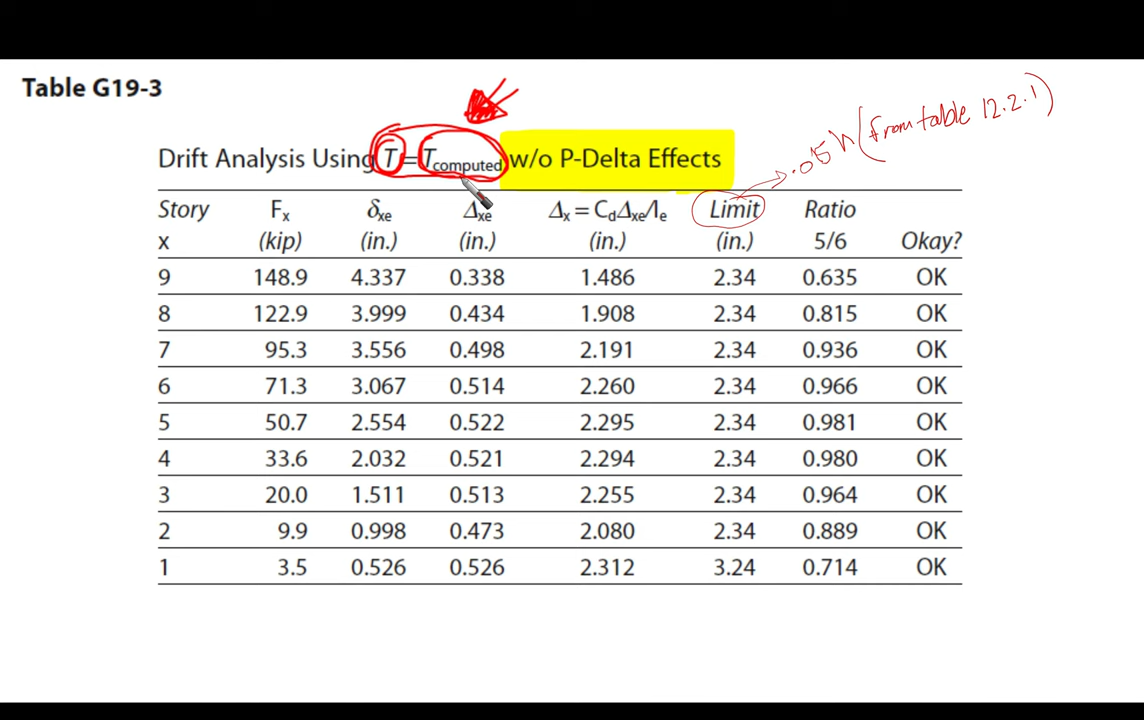 Table G19-3
.05h (from table 12.2.1)
Drift Analysis Using T = Tcomputed w/o P-Delta Effects
Story Fx δxe Δxe Δx = CdΔxe/Ie Limit Ratio
x (kip) (in.) (in.) (in.) (in.) 5/6 Okay?
9 148.9 4.337 0.338 1.486 2.34 0.635 OK
8 122.9 3.999 0.434 1.908 2.34 0.815 OK
7 95.3 3.556 0.498 2.191 2.34 0.936 OK
6 71.3 3.067 0.514 2.260 2.34 0.966 OK
5 50.7 2.554 0.522 2.295 2.34 0.981 OK
4 33.6 2.032 0.521 2.294 2.34 0.980 OK
3 20.0 1.511 0.513 2.255 2.34 0.964 OK
2 9.9 0.998 0.473 2.080 2.34 0.889 OK
1 3.5 0.526 0.526 2.312 3.24 0.714 OK